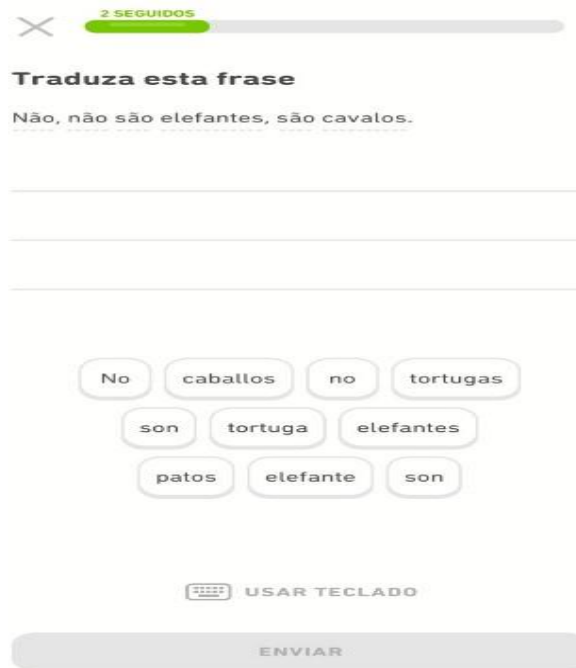 2 SEGUIDOS
Traduza esta frase
Não, não são elefantes, são cavalos.
No caballos no tortugas
son tortuga elefantes
patos elefante son
USAR TECLADO
ENVIAR